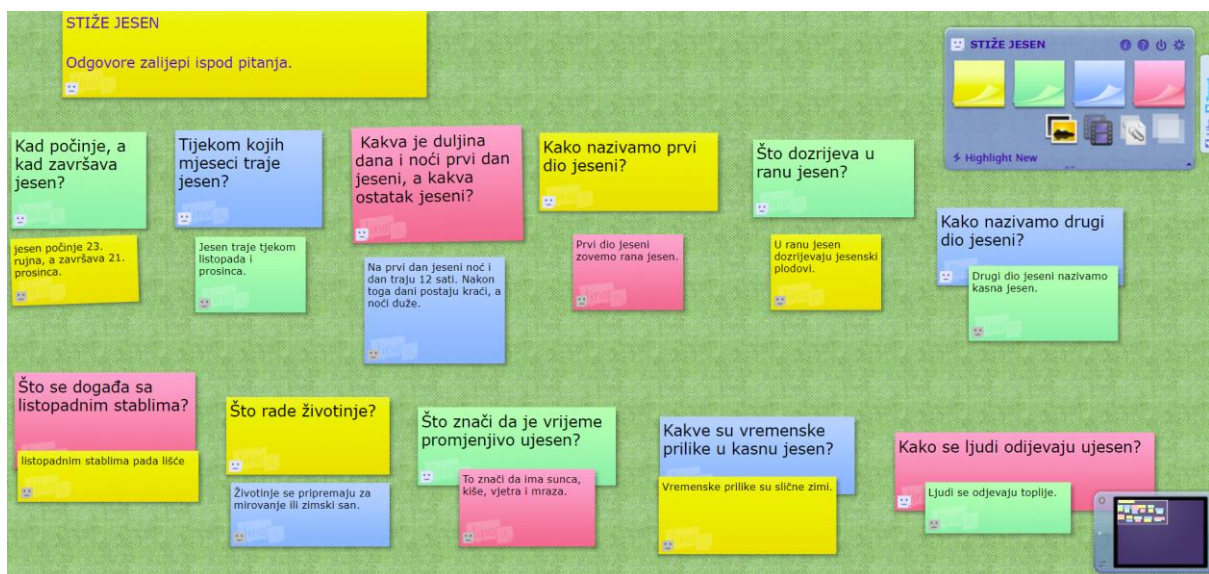 STIŽE JESEN
Odgovore zalijepi ispod pitanja.
STIŽE JESEN
Highlight New
Kad počinje, a
kad završava
jesen?
jesen počinje 23.
rujna, a završava 21.
prosinca.
Tijekom kojih
mjeseci traje
jesen?
Jesen traje tjekom
listopada i
prosinca.
Kakva je duljina
dana i noći prvi dan
jeseni, a kakva
ostatak jeseni?
Na prvi dan jeseni noć i
dan traju 12 sati. Nakon
toga dani postaju kraći, a
noći duže.
Kako nazivamo prvi
dio jeseni?
Prvi dio jeseni
zovemo rana jesen.
Što dozrijeva u
ranu jesen?
U ranu jesen
dozrijevaju jesenski
plodovi.
Kako nazivamo drugi
dio jeseni?
Drugi dio jeseni nazivamo
kasna jesen.
Što se događa sa
listopadnim stablima?
listopadnim stablima pada lišće
Što rade životinje?
Životinje se pripremaju za
mirovanje ili zimski san.
Što znači da je vrijeme
promjenjivo ujesen?
To znači da ima sunca,
kiše, vjetra i mraza.
Kakve su vremenske
prilike u kasnu jesen?
Vremenske prilike su slične zimi.
Kako se ljudi odijevaju ujesen?
Ljudi se odjevaju toplije.